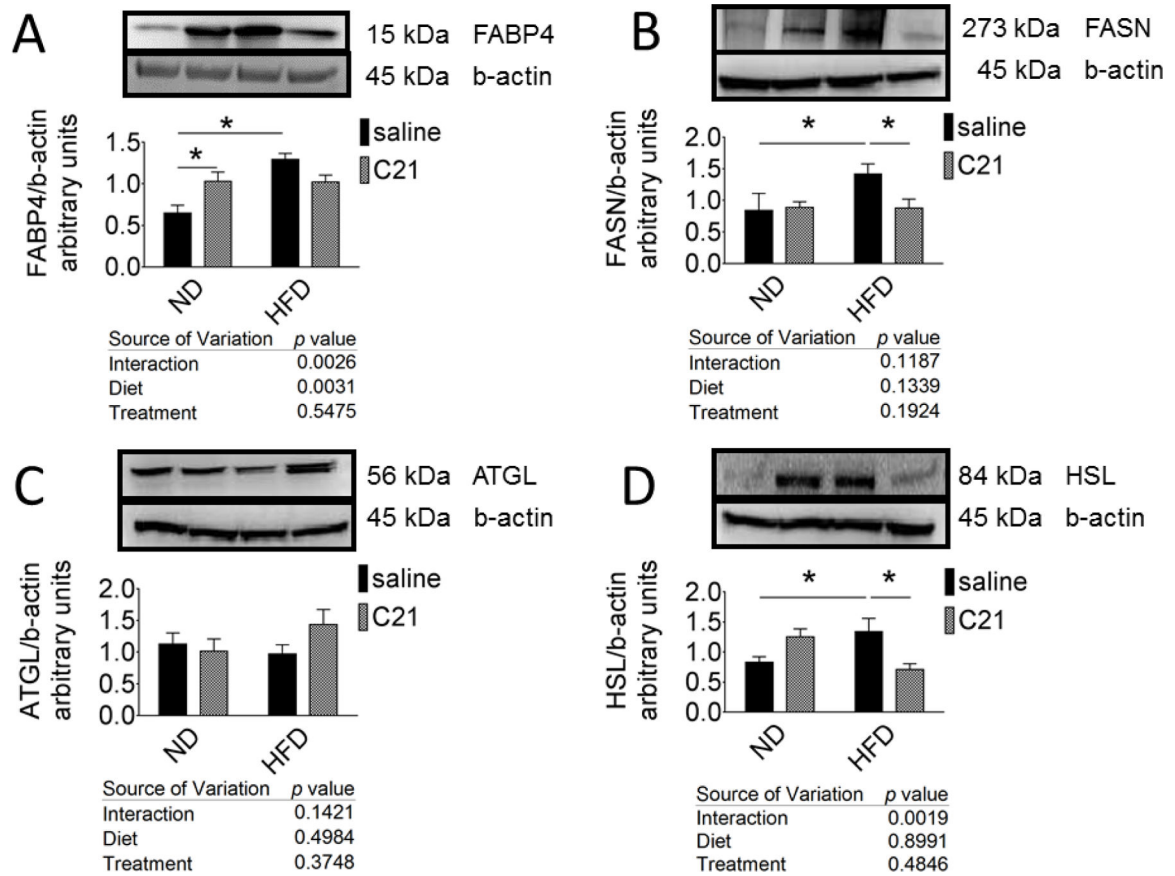 A
15 kDa FABP4
45 kDa b-actin
FABP4/b-actin
arbitrary units
1.5
1.0
0.5
0.0
*
*
saline
C21
ND
HFD
Source of Variation p value
Interaction 0.0026
Diet 0.0031
Treatment 0.5475
B
273 kDa FASN
45 kDa b-actin
FASN/b-actin
arbitrary units
2.0
1.5
1.0
0.5
0.0
* *
saline
C21
ND
HFD
Source of Variation p value
Interaction 0.1187
Diet 0.1339
Treatment 0.1924
C
56 kDa ATGL
45 kDa b-actin
ATGL/b-actin
arbitrary units
2.0
1.5
1.0
0.5
0.0
saline
C21
ND
HFD
Source of Variation p value
Interaction 0.1421
Diet 0.4984
Treatment 0.3748
D
84 kDa HSL
45 kDa b-actin
HSL/b-actin
arbitrary units
2.0
1.5
1.0
0.5
0.0
* *
saline
C21
ND
HFD
Source of Variation p value
Interaction 0.0019
Diet 0.8991
Treatment 0.4846